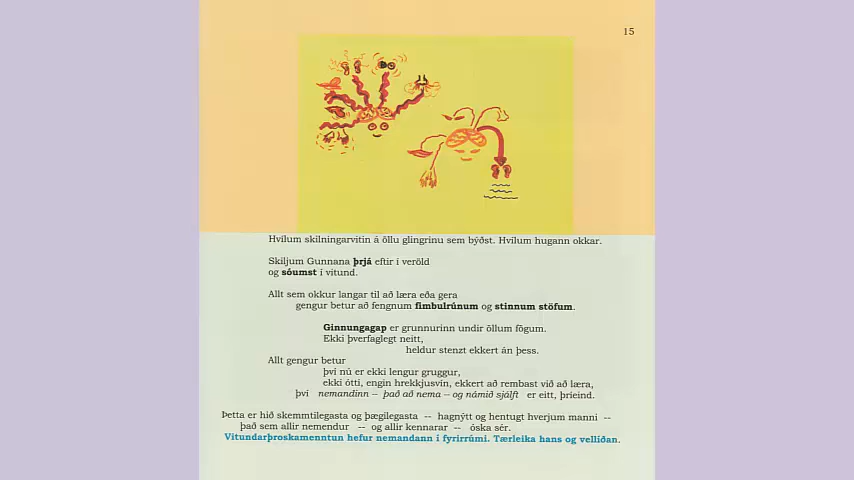 15
Hvílum skilningarvitin á öllu glingrinu sem býðst. Hvílum hugann okkar.
Skiljum Gunnana þrjá eftir í veröld
og sóumst í vitund.
Allt sem okkur langar til að læra eða gera
gengur betur að fengnum fimbulrúnum og stinnum stöfum.
Ginnungagap er grunnurinn undir öllum fögum.
Ekki þverfaglegt neitt,
heldur stenzt ekkert án þess.
Allt gengur betur
því nú er ekki lengur gruggur,
ekki ótti, engin hrekkjusvín, ekkert að rembast við að læra,
því nemandinn -- það að nema -- og námið sjálft er eitt, þríeind.
Þetta er hið skemmtilegasta og þægilegasta -- hagnýtt og hentugt hverjum manni --
það sem allir nemendur -- og allir kennarar -- óska sér.
Vitundarþroskamenntun hefur nemandann í fyrirrúmi. Tærleika hans og vellíðan.